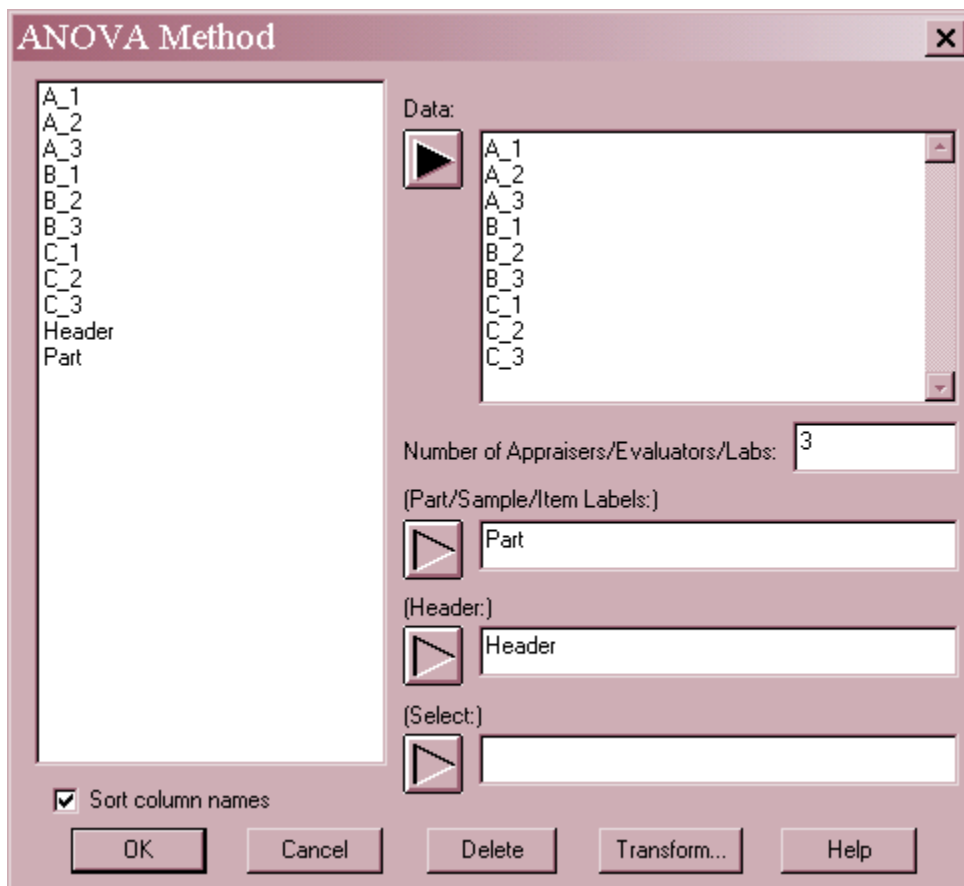 ANOVA Method
A_1
A_2
A_3
B_1
B_2
B_3
C_1
C_2
C_3
Header
Part
Data:
A_1
A_2
A_3
B_1
B_2
B_3
C_1
C_2
C_3
Number of Appraisers/Evaluators/Labs: 3
(Part/Sample/Item Labels:)
Part
(Header:)
Header
(Select:)
Sort column names
OK Cancel Delete Transform... Help